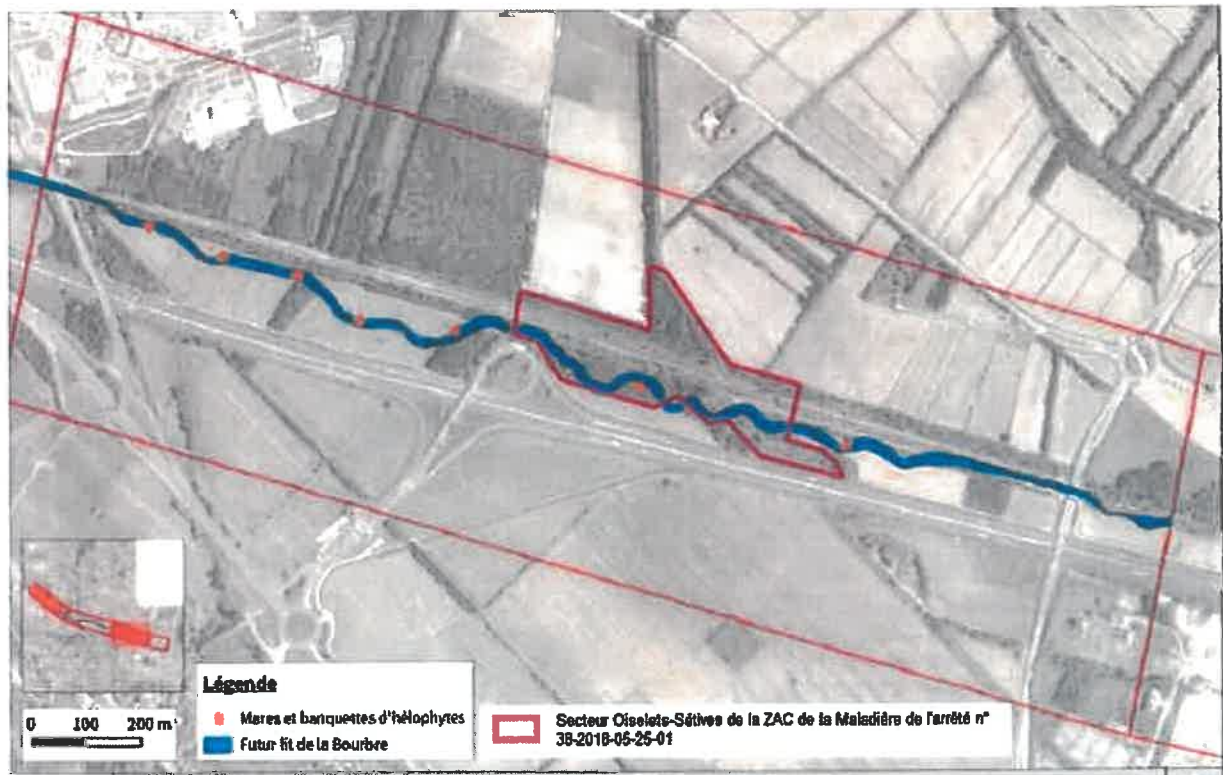 Légende
Mares et banquettes d'hélophytes
Futur lit de la Bourbre
0 100 200 m
Secteur Oiselets-Sétives de la ZAC de la Maladière de l'arrêté n°
38-2016-05-25-01